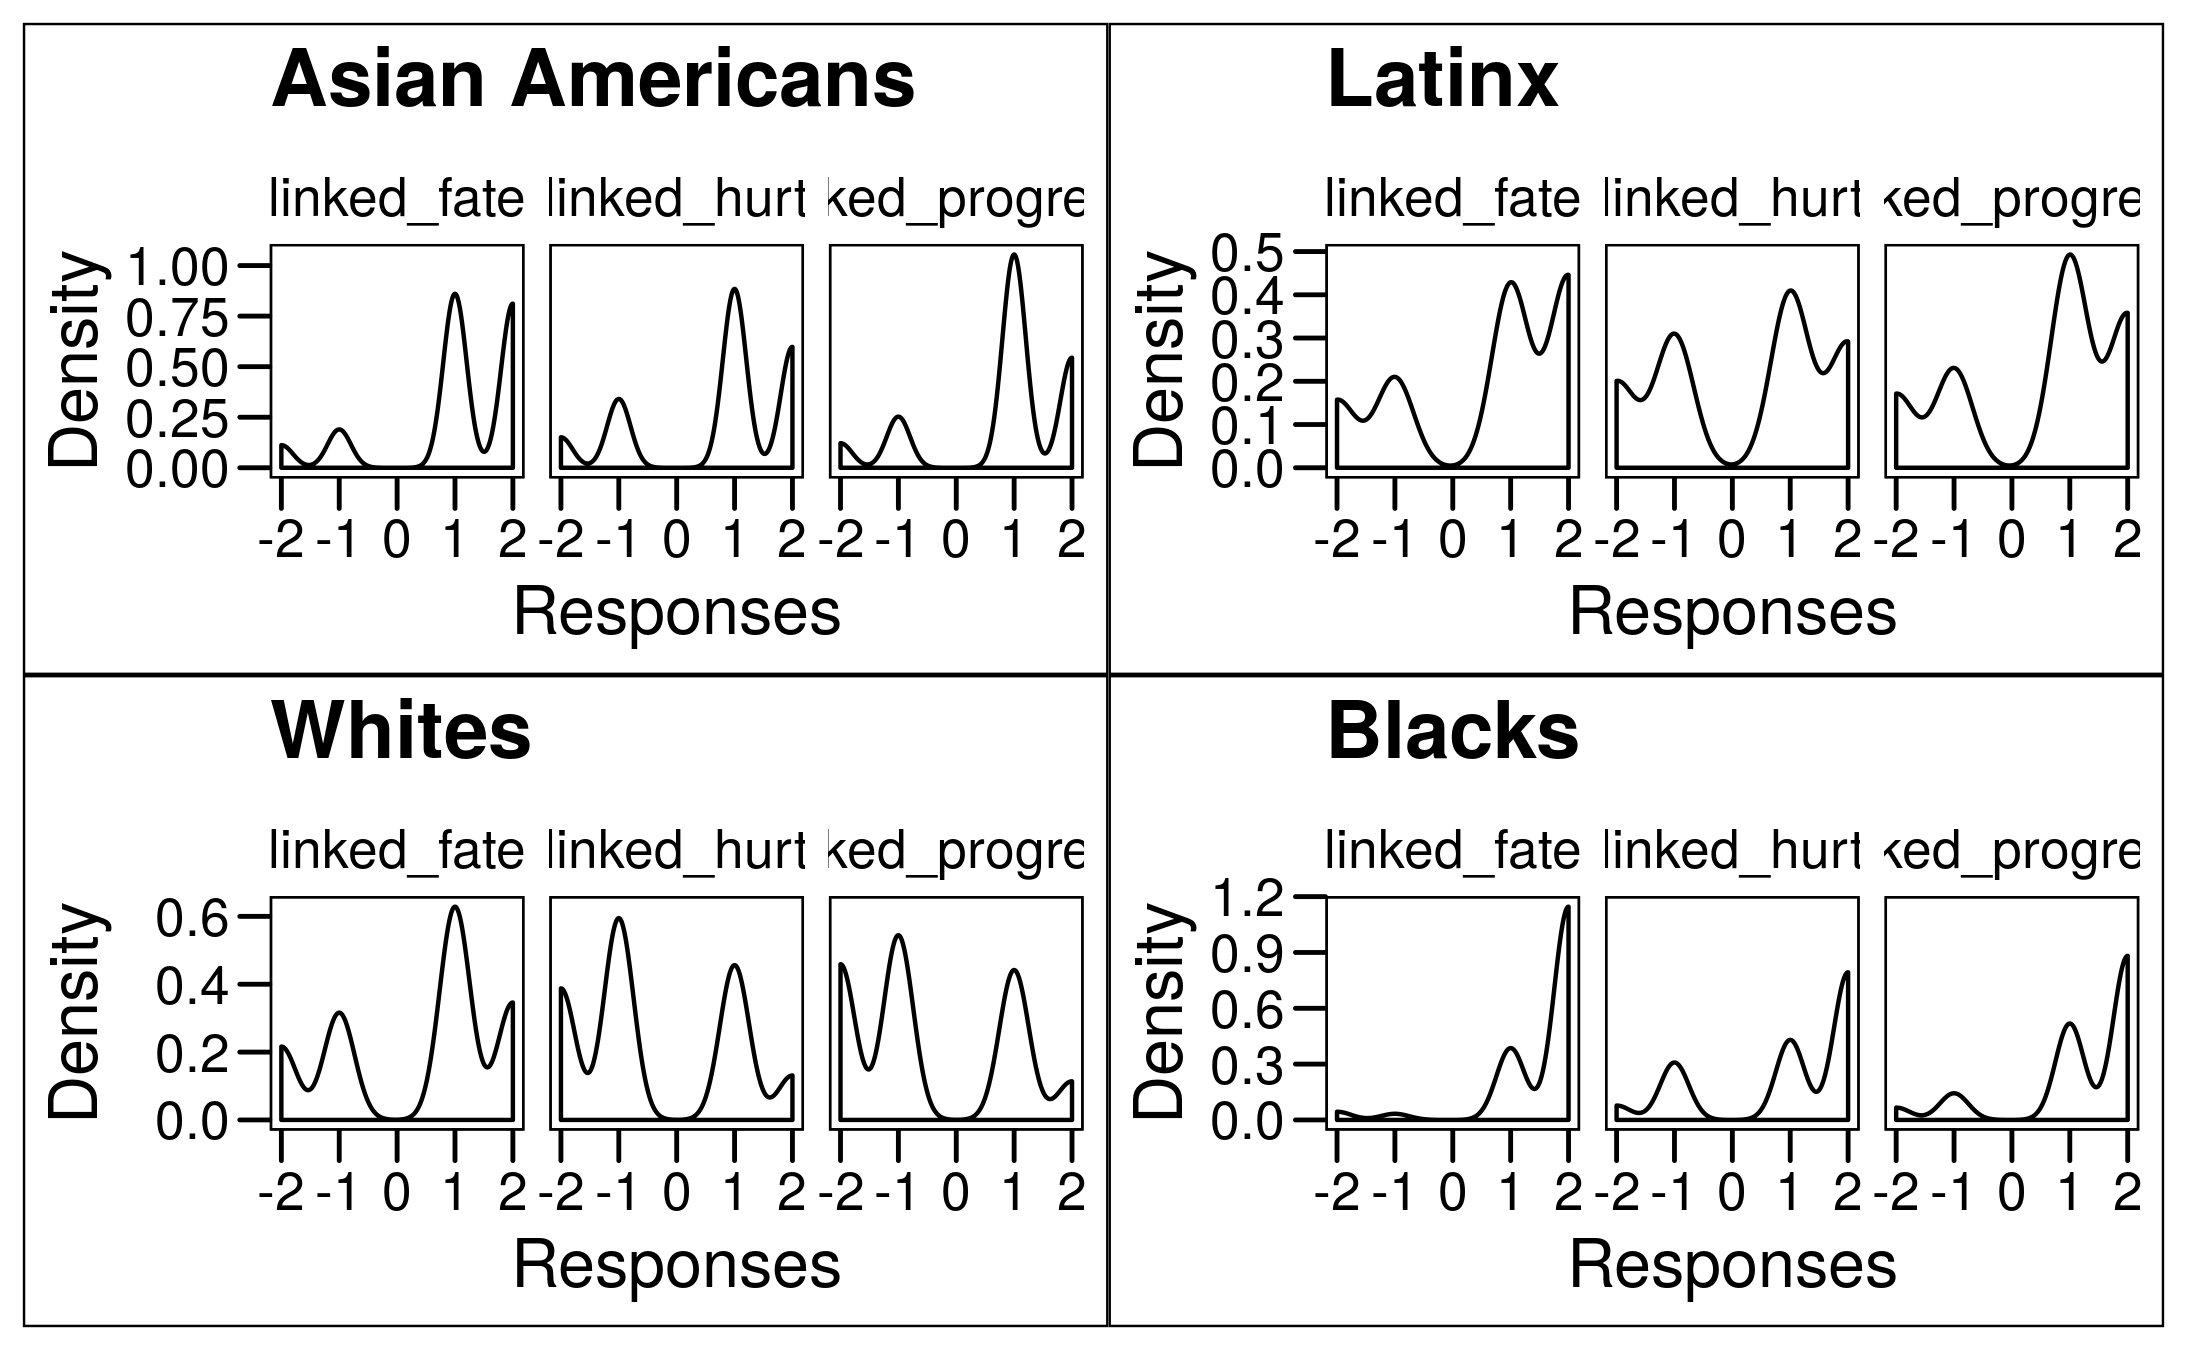 Asian Americans
linked_fate linked_hurt ked_progre
Density
1.00
0.75
0.50
0.25
0.00
-2 -1 0 1 2 -2 -1 0 1 2 -2 -1 0 1 2
Responses
Latinx
linked_fate linked_hurt ked_progre
Density
0.5
0.4
0.3
0.2
0.1
0.0
-2 -1 0 1 2 -2 -1 0 1 2 -2 -1 0 1 2
Responses
Whites
linked_fate linked_hurt ked_progre
Density
0.6
0.4
0.2
0.0
-2 -1 0 1 2 -2 -1 0 1 2 -2 -1 0 1 2
Responses
Blacks
linked_fate linked_hurt ked_progre
Density
1.2
0.9
0.6
0.3
0.0
-2 -1 0 1 2 -2 -1 0 1 2 -2 -1 0 1 2
Responses